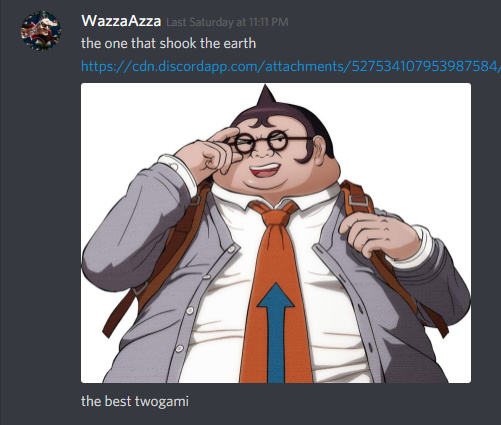 WazzaAzza Last Saturday at 11:11 PM
the one that shook the earth
https://cdn.discordapp.com/attachments/527534107953987584/
the best twogami